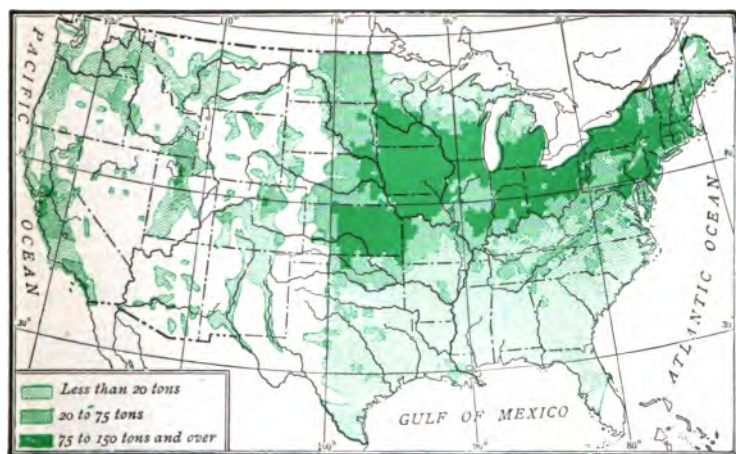 PACIFIC
OCEAN
ATLANTIC OCEAN
GULF OF MEXICO
Less than 20 tons
20 to 75 tons
75 to 150 tons and over